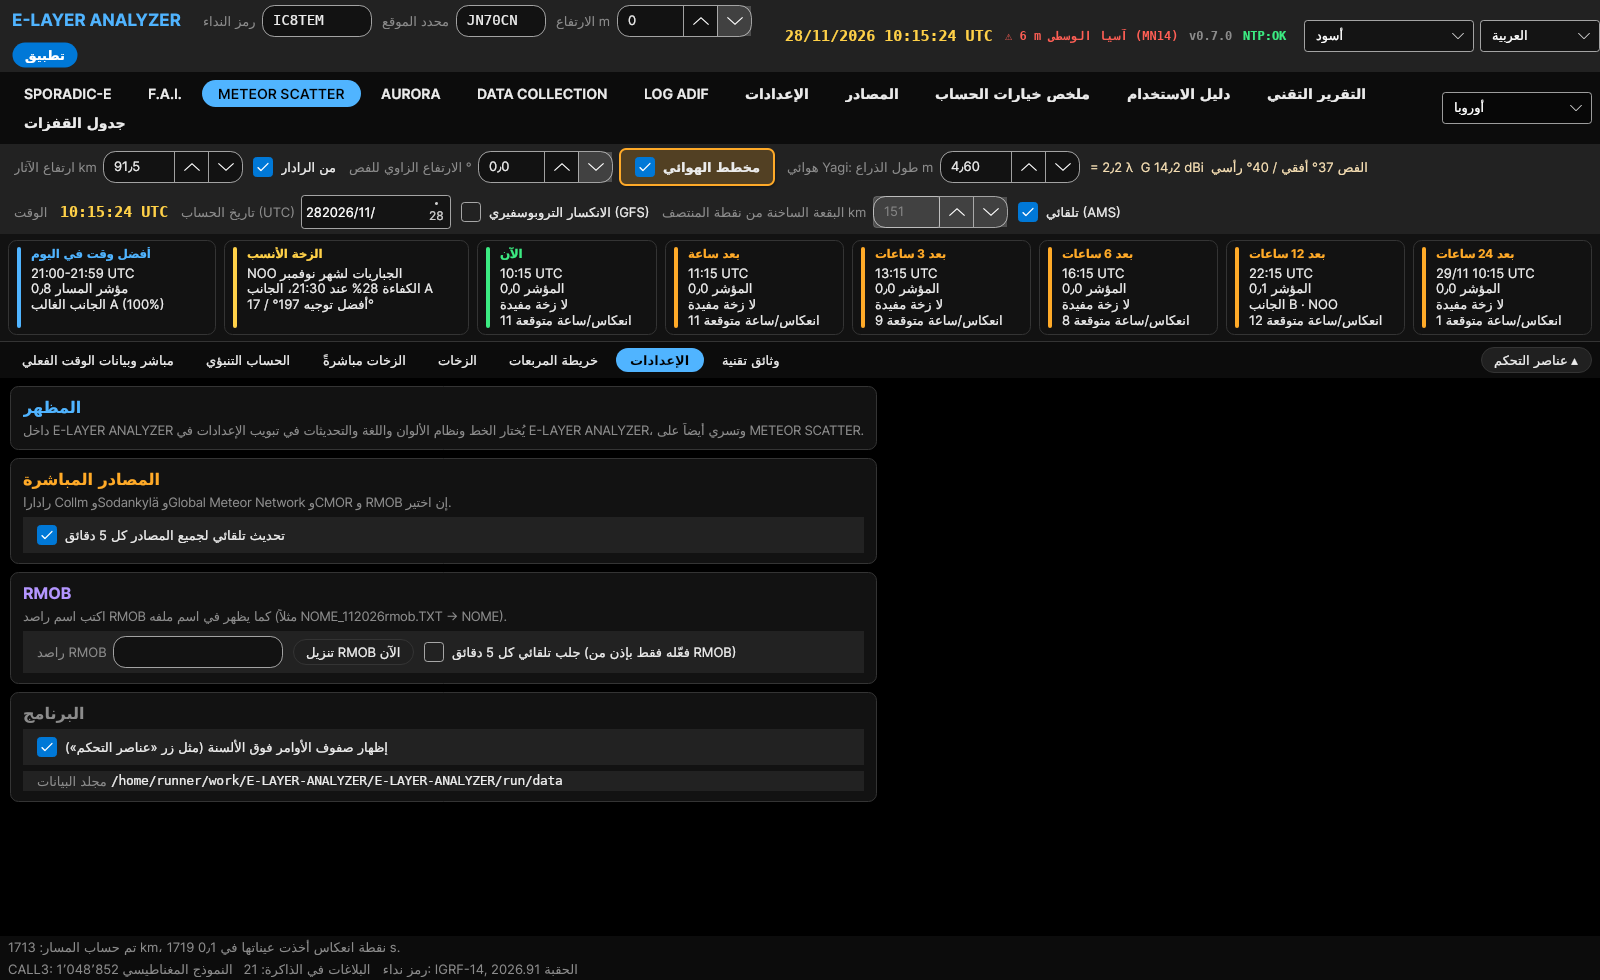 E-LAYER ANALYZER رمز النداء IC8TEM محدد الموقع JN70CN الارتفاع m 0
28/11/2026 10:15:24 UTC ⚠ 6 m آسيا الوسطى (MN14) v0.7.0 NTP:OK أسود العربية
تطبيق
SPORADIC-E F.A.I. METEOR SCATTER AURORA DATA COLLECTION LOG ADIF الإعدادات المصادر ملخص خيارات الحساب دليل الاستخدام التقرير التقني أوروبا
جدول القفزات
ارتفاع الآثار km 91٫5 من الرادار الارتفاع الزاوي للفص ° 0٫0 مخطط الهوائي هوائي Yagi: طول الذراع m 4٫60 = 2٫2 λ G 14٫2 dBi الفص 37° أفقي / 40° رأسي
الوقت 10:15:24 UTC تاريخ الحساب (UTC) 282026/11/ 28 الانكسار التروبوسفيري (GFS) البقعة الساخنة من نقطة المنتصف km 151 تلقائي (AMS)
أفضل وقت في اليوم
21:00-21:59 UTC
مؤشر المسار 0٫8
الجانب الغالب A (100%)
الزخة الأنسب
الجباريات لشهر نوفمبر NOO
الكفاءة 28% عند 21:30، الجانب A
أفضل توجيه 197° / 17°
الآن
10:15 UTC
المؤشر 0٫0
لا زخة مفيدة
11 انعكاس/ساعة متوقعة
بعد ساعة
11:15 UTC
المؤشر 0٫0
لا زخة مفيدة
11 انعكاس/ساعة متوقعة
بعد 3 ساعات
13:15 UTC
المؤشر 0٫0
لا زخة مفيدة
9 انعكاس/ساعة متوقعة
بعد 6 ساعات
16:15 UTC
المؤشر 0٫0
لا زخة مفيدة
8 انعكاس/ساعة متوقعة
بعد 12 ساعات
22:15 UTC
المؤشر 0٫1
الجانب B · NOO
12 انعكاس/ساعة متوقعة
بعد 24 ساعات
29/11 10:15 UTC
المؤشر 0٫0
لا زخة مفيدة
1 انعكاس/ساعة متوقعة
مباشر وبيانات الوقت الفعلي الحساب التنبؤي الزخات مباشرةً الزخات خريطة المربعات الإعدادات وثائق تقنية ▴ عناصر التحكم
المظهر
يُختار الخط ونظام الألوان واللغة والتحديثات في تبويب الإعدادات في E-LAYER ANALYZER داخل E-LAYER ANALYZER، وتسري أيضاً على METEOR SCATTER.
المصادر المباشرة
رادارا Collm وSodankylä وGlobal Meteor Network وCMOR و RMOB إن اختير.
تحديث تلقائي لجميع المصادر كل 5 دقائق
RMOB
اكتب اسم راصد RMOB كما يظهر في اسم ملفه (مثلاً NOME_112026rmob.TXT → NOME).
راصد RMOB تنزيل RMOB الآن جلب تلقائي كل 5 دقائق (فعّله فقط بإذن من RMOB)
البرنامج
إظهار صفوف الأوامر فوق الألسنة (مثل زر «عناصر التحكم»)
مجلد البيانات /home/runner/work/E-LAYER-ANALYZER/E-LAYER-ANALYZER/run/data
تم حساب المسار: 1713 km، 1719 نقطة انعكاس أخذت عيناتها في 0٫1 s.
CALL3: 1٬048٬852 رمز نداء البلاغات في الذاكرة: 21 النموذج المغناطيسي: IGRF-14, الحقبة 2026.91